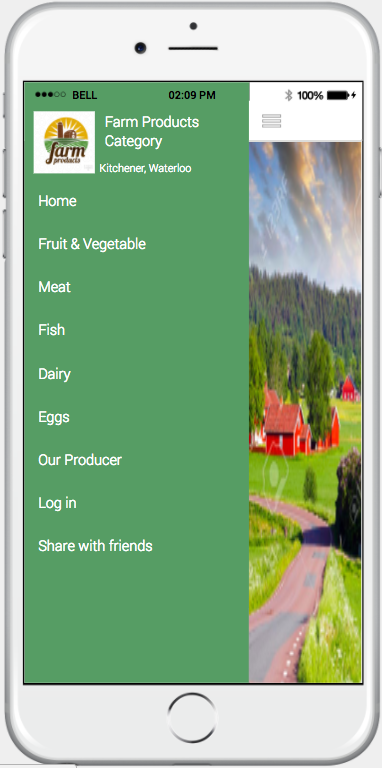 BELL 02:09 PM 100%
farm
products
Farm Products
Category
Kitchener, Waterloo
Home
Fruit & Vegetable
Meat
Fish
Dairy
Eggs
Our Producer
Log in
Share with friends